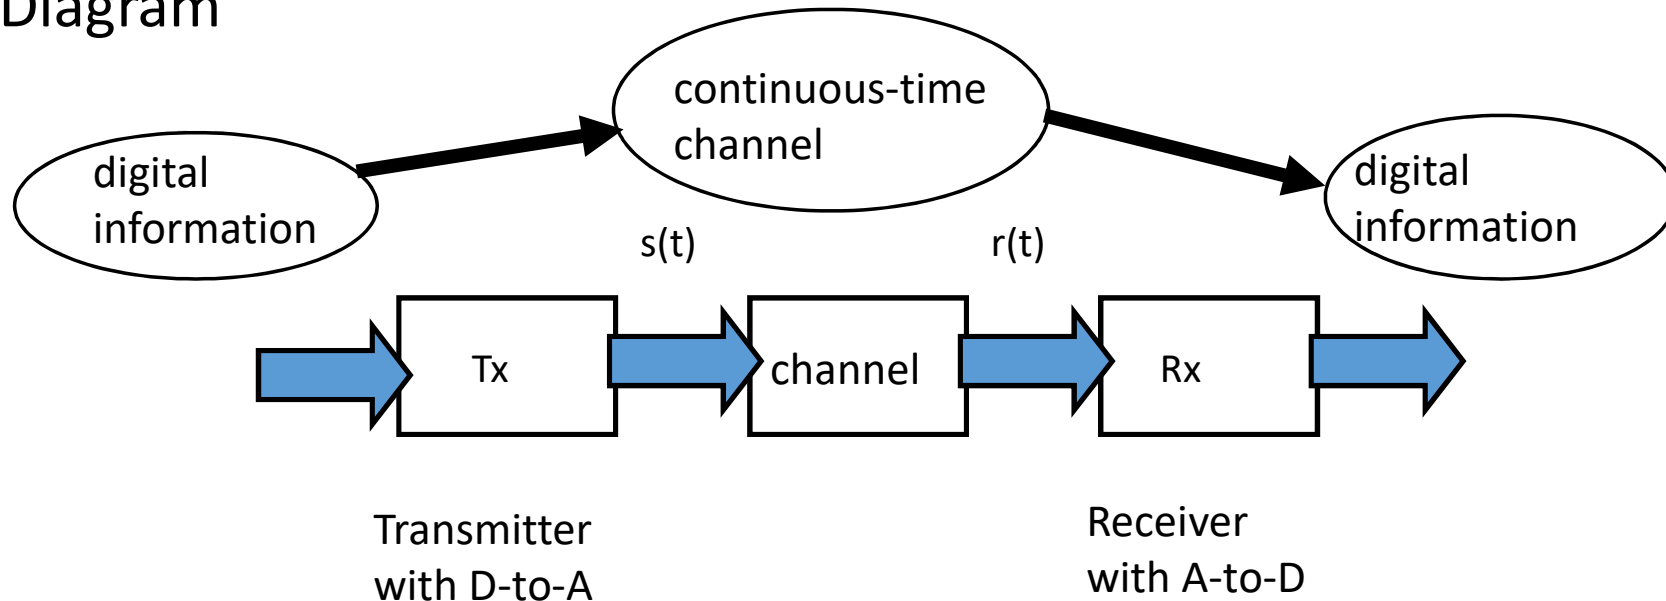 Diagram
continuous-time
channel
digital
information
digital
information
s(t)
r(t)
Tx
channel
Rx
Transmitter
with D-to-A
Receiver
with A-to-D